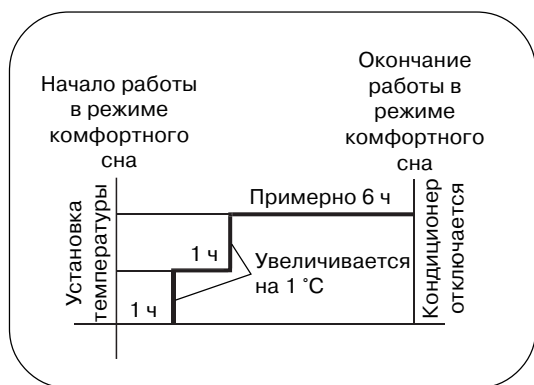 Начало работы
в режиме
комфортного
сна
Окончание
работы в
режиме
комфортного
сна
Установка
температуры
Примерно 6 ч
1 ч
Увеличивается
на 1 °C
1 ч
Кондиционер
отключается